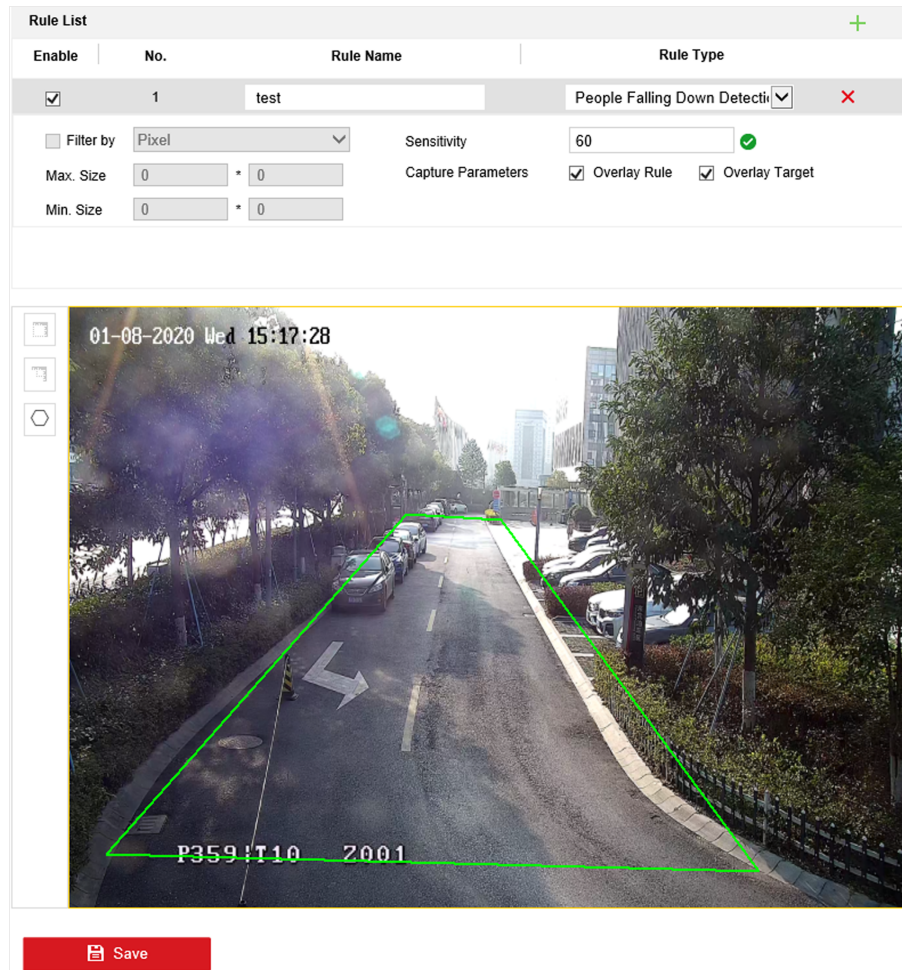 Rule List
Enable No. Rule Name Rule Type
1 test People Falling Down Detectio
Filter by Pixel Sensitivity 60
Max. Size 0 * 0 Capture Parameters Overlay Rule Overlay Target
Min. Size 0 * 0
01-08-2020 Wed 15:17:28
P359 T10 Z001
Save